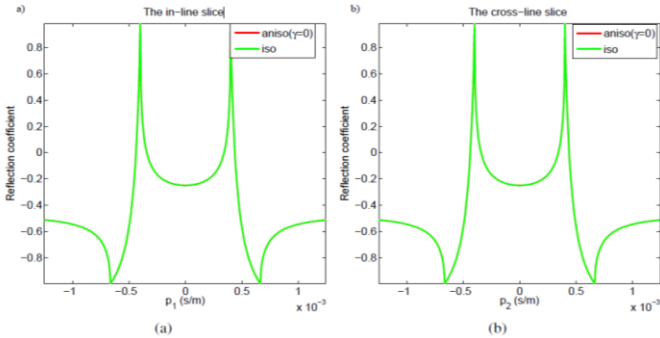 a)
The in-line slice
aniso(γ=0)
iso
Reflection coefficient
0.8
0.6
0.4
0.2
0
−0.2
−0.4
−0.6
−0.8
−1
−0.5
0
0.5
1
p1 (s/m)
x 10−3
(a)
b)
The cross-line slice
aniso(γ=0)
iso
Reflection coefficient
0.8
0.6
0.4
0.2
0
−0.2
−0.4
−0.6
−0.8
−1
−0.5
0
0.5
1
p2 (s/m)
x 10−3
(b)